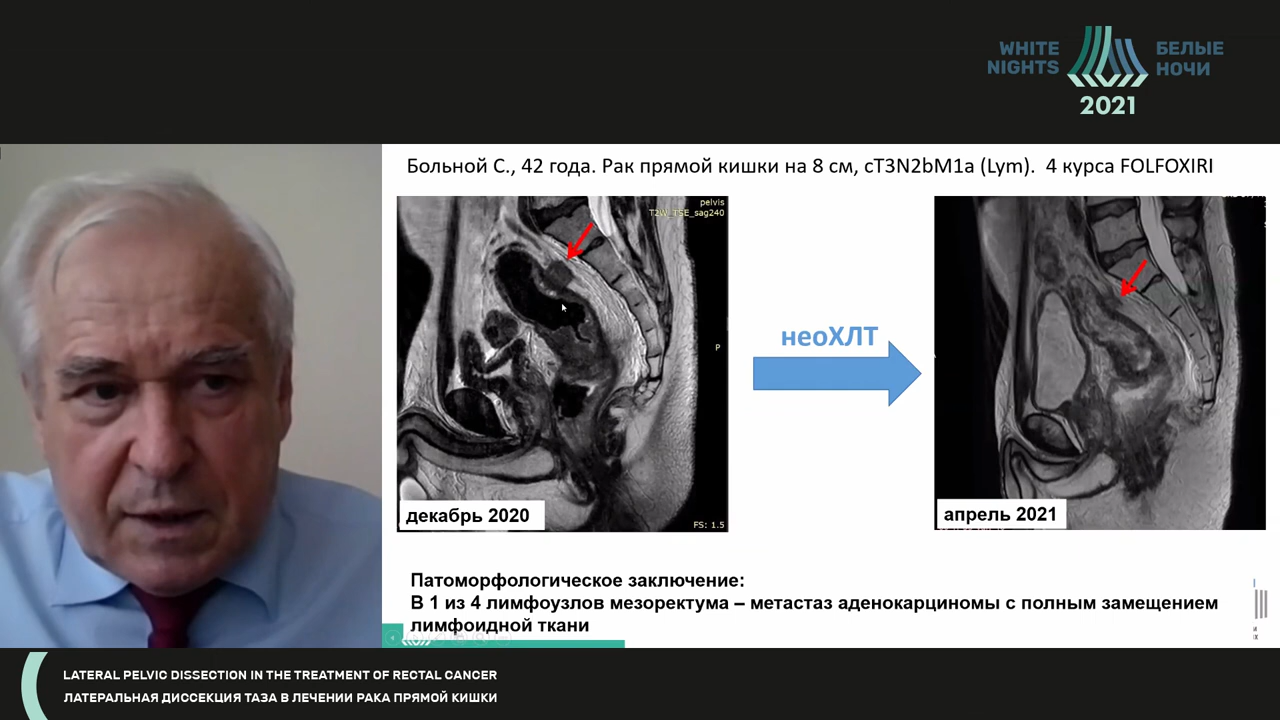 WHITE
NIGHTS
БЕЛЫЕ
НОЧИ
2021
Больной С., 42 года. Рак прямой кишки на 8 см, сT3N2bM1a (Lym).  4 курса FOLFOXIRI
pelvis
T2W_TSE_sag240
P
FS: 1.5
декабрь 2020
неоХЛТ
апрель 2021
Патоморфологическое заключение:
В 1 из 4 лимфоузлов мезоректума – метастаз аденокарциномы с полным замещением
лимфоидной ткани
LATERAL PELVIC DISSECTION IN THE TREATMENT OF RECTAL CANCER
ЛАТЕРАЛЬНАЯ ДИССЕКЦИЯ ТАЗА В ЛЕЧЕНИИ РАКА ПРЯМОЙ КИШКИ